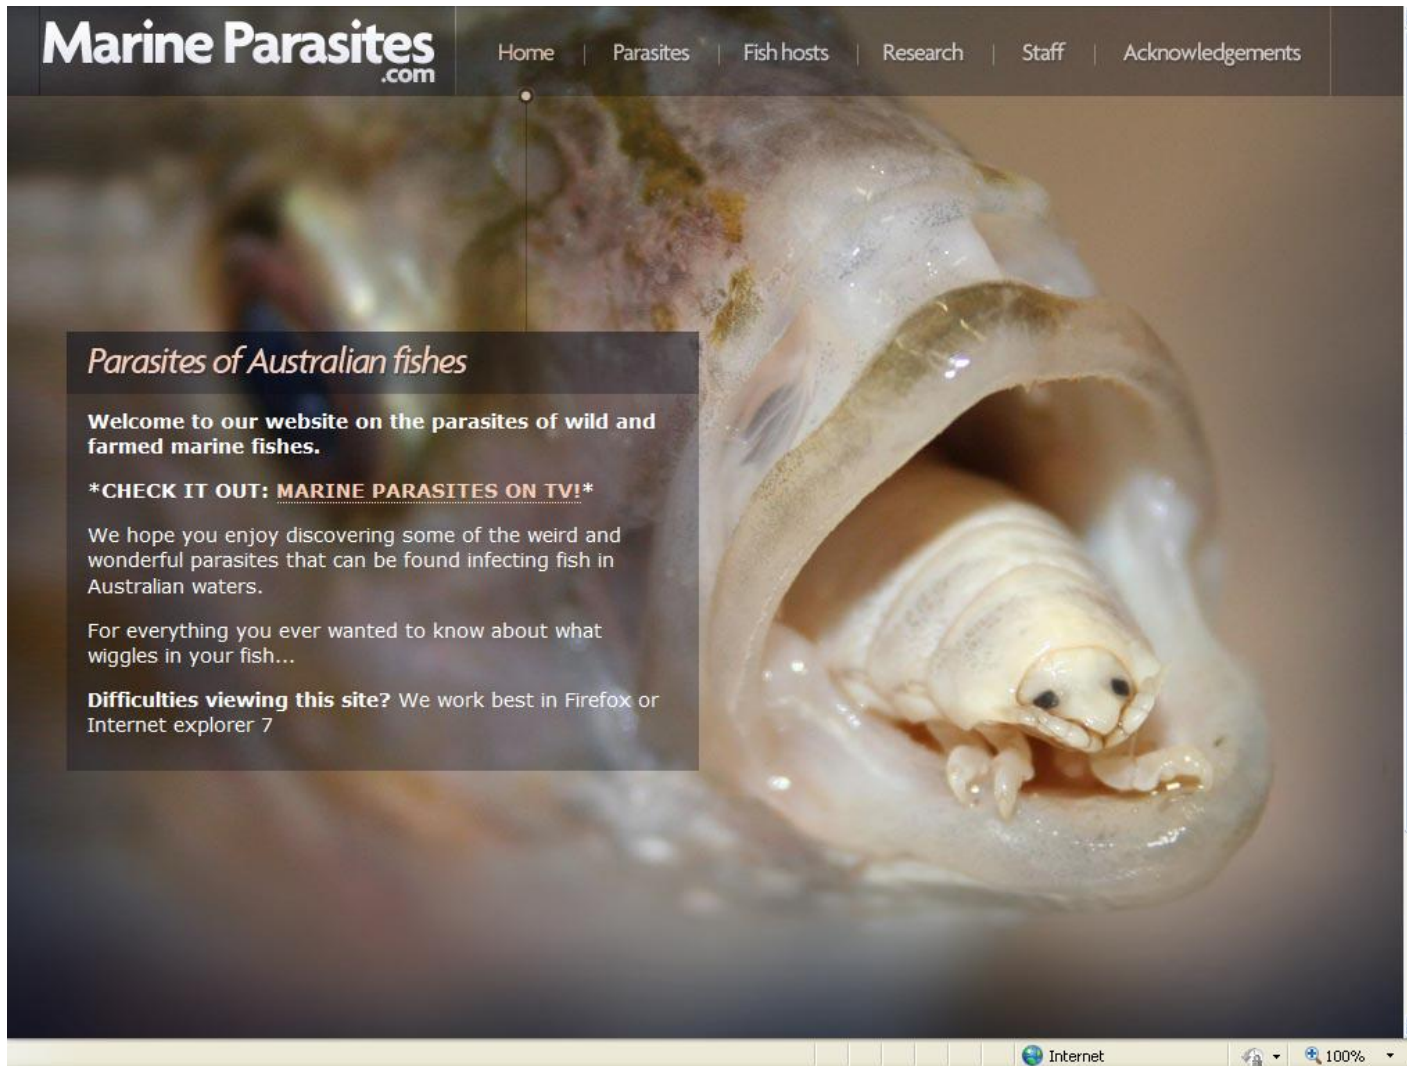 Marine Parasites
.com
Home | Parasites | Fish hosts | Research | Staff | Acknowledgements
Parasites of Australian fishes
Welcome to our website on the parasites of wild and
farmed marine fishes.
*CHECK IT OUT: MARINE PARASITES ON TV!*
We hope you enjoy discovering some of the weird and
wonderful parasites that can be found infecting fish in
Australian waters.
For everything you ever wanted to know about what
wiggles in your fish...
Difficulties viewing this site? We work best in Firefox or
Internet explorer 7
Internet
100%